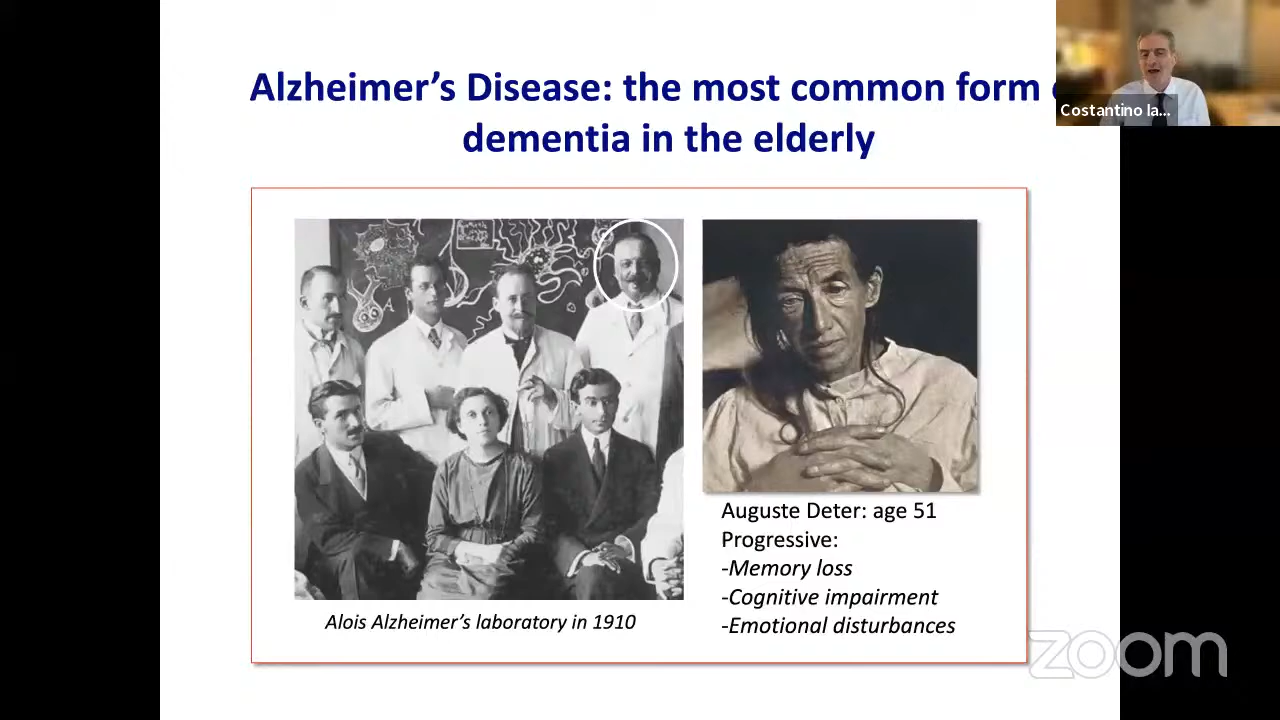 Alzheimer's Disease: the most common form
dementia in the elderly
Costantino Ia...
Alois Alzheimer's laboratory in 1910
Auguste Deter: age 51
Progressive:
-Memory loss
-Cognitive impairment
-Emotional disturbances
zoom